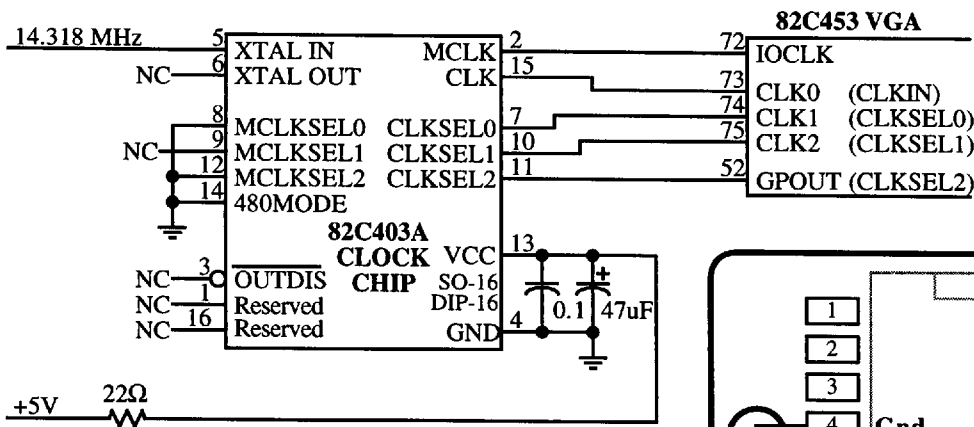 82C453 VGA
14.318 MHz 5 XTAL IN MCLK 2 72 IOCLK
NC 6 XTAL OUT CLK 15 73 CLK0 (CLKIN)
8 MCLKSEL0 CLKSEL0 7 74 CLK1 (CLKSEL0)
NC 9 MCLKSEL1 CLKSEL1 10 75 CLK2 (CLKSEL1)
12 MCLKSEL2 CLKSEL2 11 52 GPOUT (CLKSEL2)
14 480MODE
82C403A
CLOCK
CHIP
VCC 13
NC 3 OUTDIS SO-16
NC 1 Reserved DIP-16
NC 16 Reserved GND 4
0.1 + 47uF
+5V 22Ω
1
2
3
4 Gnd